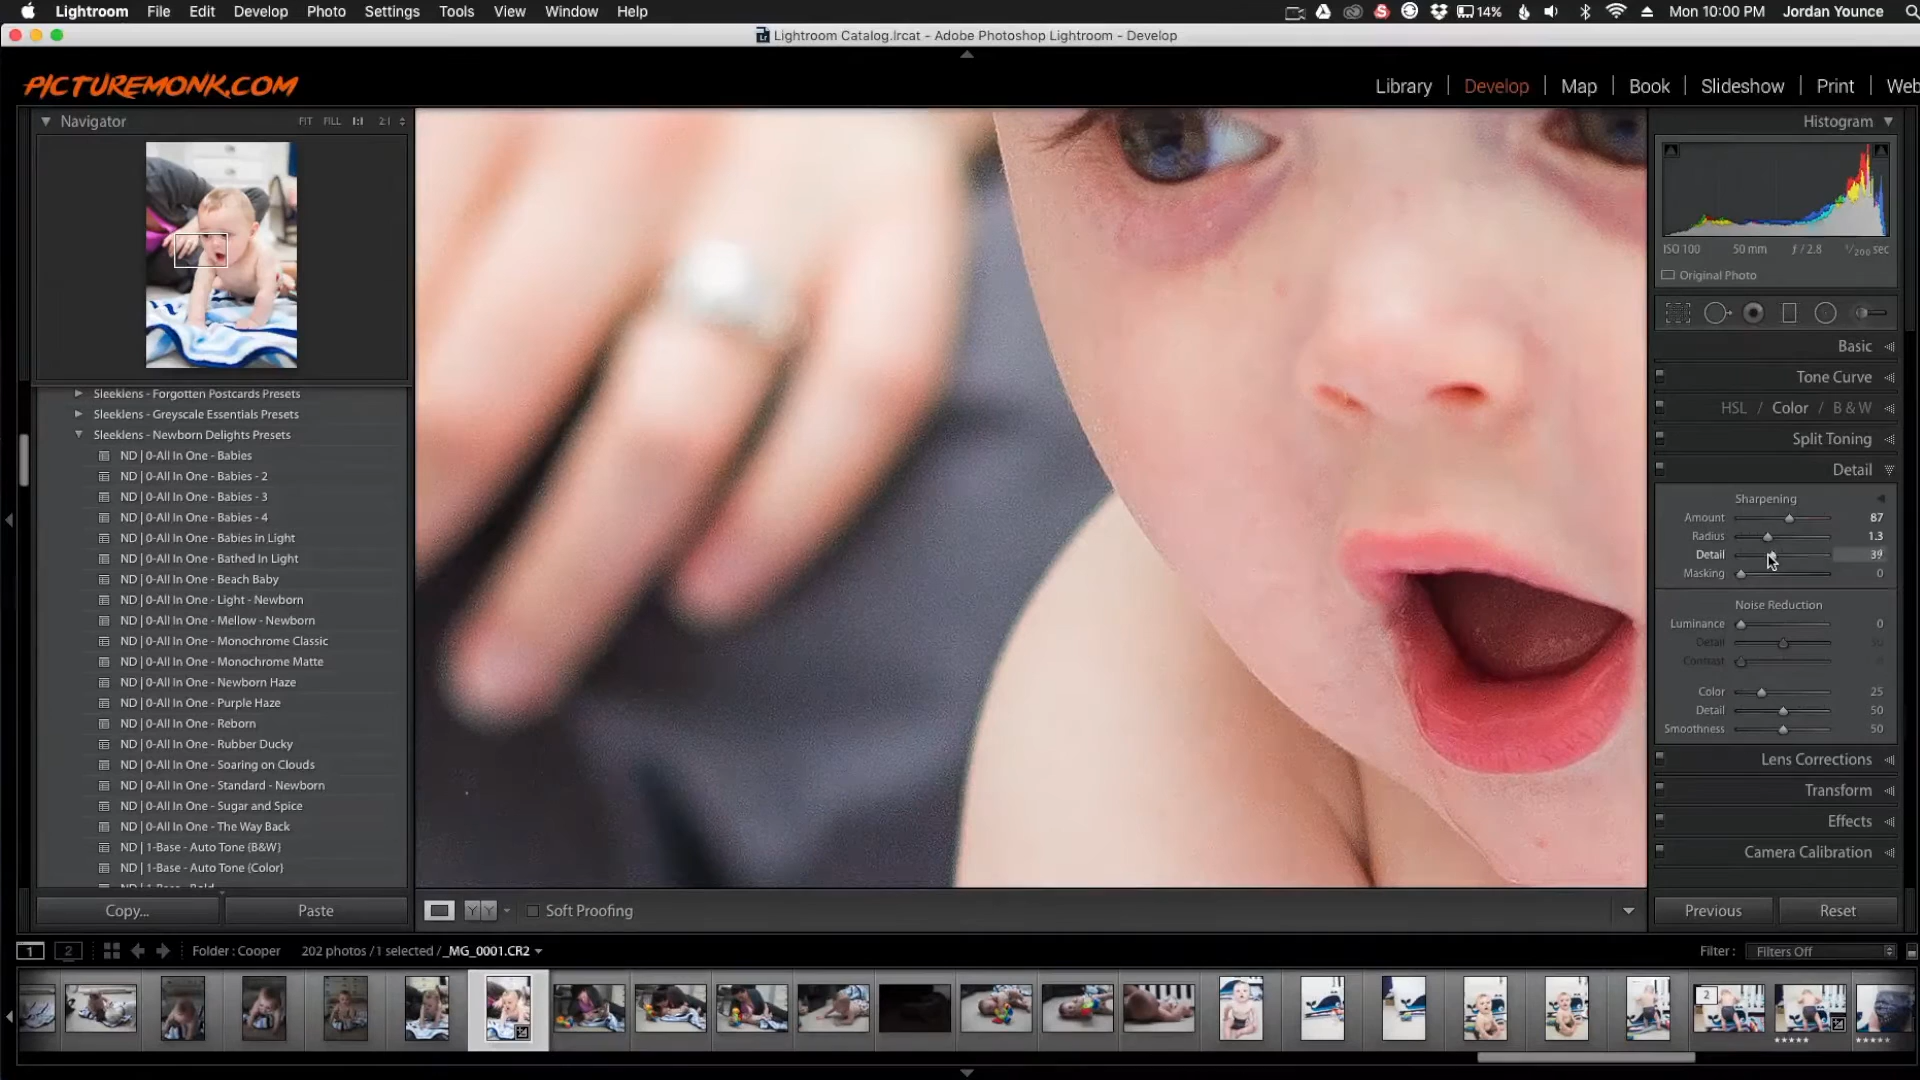 Lightroom File Edit Develop Photo Settings Tools View Window Help 14% Mon 10:00 PM Jordan Younce
Lightroom Catalog.lrcat - Adobe Photoshop Lightroom - Develop
PICTUREMONK.COM
Library | Develop | Map | Book | Slideshow | Print | Web
Navigator FIT FILL 1:1 2:1
Histogram
ISO 100 50 mm ƒ / 2.8 1/200 sec
Original Photo
Sleeklens - Forgotten Postcards Presets
Sleeklens - Greyscale Essentials Presets
Sleeklens - Newborn Delights Presets
ND | 0-All In One - Babies
ND | 0-All In One - Babies - 2
ND | 0-All In One - Babies - 3
ND | 0-All In One - Babies - 4
ND | 0-All In One - Babies in Light
ND | 0-All In One - Bathed In Light
ND | 0-All In One - Beach Baby
ND | 0-All In One - Light - Newborn
ND | 0-All In One - Mellow - Newborn
ND | 0-All In One - Monochrome Classic
ND | 0-All In One - Monochrome Matte
ND | 0-All In One - Newborn Haze
ND | 0-All In One - Purple Haze
ND | 0-All In One - Reborn
ND | 0-All In One - Rubber Ducky
ND | 0-All In One - Soaring on Clouds
ND | 0-All In One - Standard - Newborn
ND | 0-All In One - Sugar and Spice
ND | 0-All In One - The Way Back
ND | 1-Base - Auto Tone (B&W)
ND | 1-Base - Auto Tone (Color)
Copy... Paste
Basic
Tone Curve
HSL / Color / B & W
Split Toning
Detail
Sharpening
Amount 87
Radius 1.3
Detail 39
Masking 0
Noise Reduction
Luminance 0
Detail 50
Contrast
Color 25
Detail 50
Smoothness 50
Lens Corrections
Transform
Effects
Camera Calibration
Previous Reset
YY Soft Proofing
1 2 Folder : Cooper 202 photos / 1 selected / _MG_0001.CR2
Filter : Filters Off
2